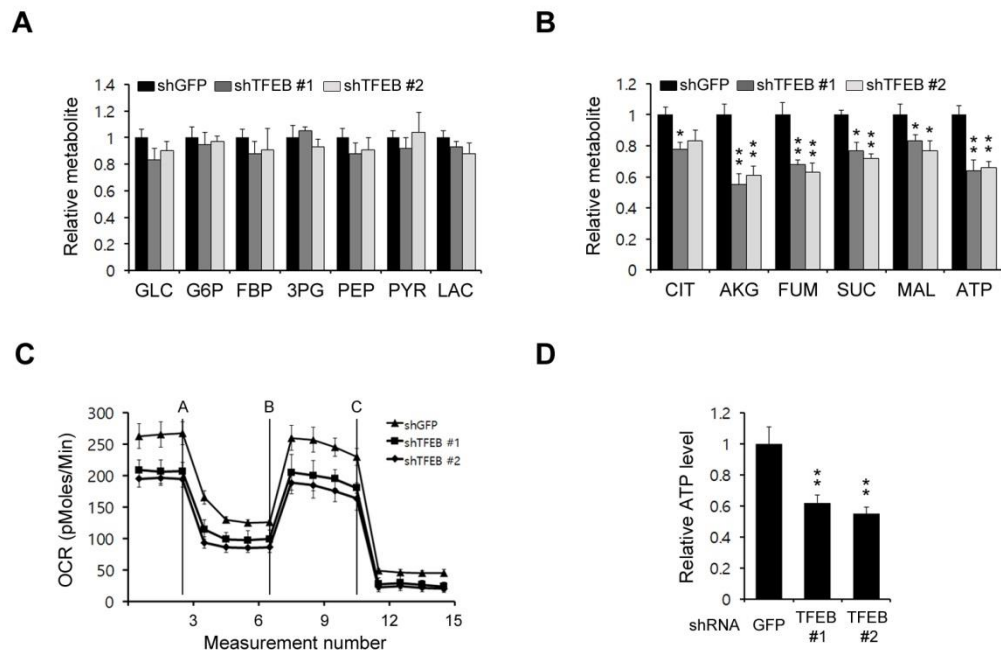 A
shGFP shTFEB #1 shTFEB #2
Relative metabolite
1.4
1.2
1
0.8
0.6
0.4
0.2
0
GLC G6P FBP 3PG PEP PYR LAC
B
shGFP shTFEB #1 shTFEB #2
Relative metabolite
1.2
1
0.8
0.6
0.4
0.2
0
* ** ** ** ** * ** * * ** **
CIT AKG FUM SUC MAL ATP
C
A B C
shGFP
shTFEB #1
shTFEB #2
OCR (pMoles/Min)
300
250
200
150
100
50
0
3 6 9 12 15
Measurement number
D
Relative ATP level
1.2
1
0.8
0.6
0.4
0.2
0
** **
shRNA GFP TFEB TFEB
#1 #2